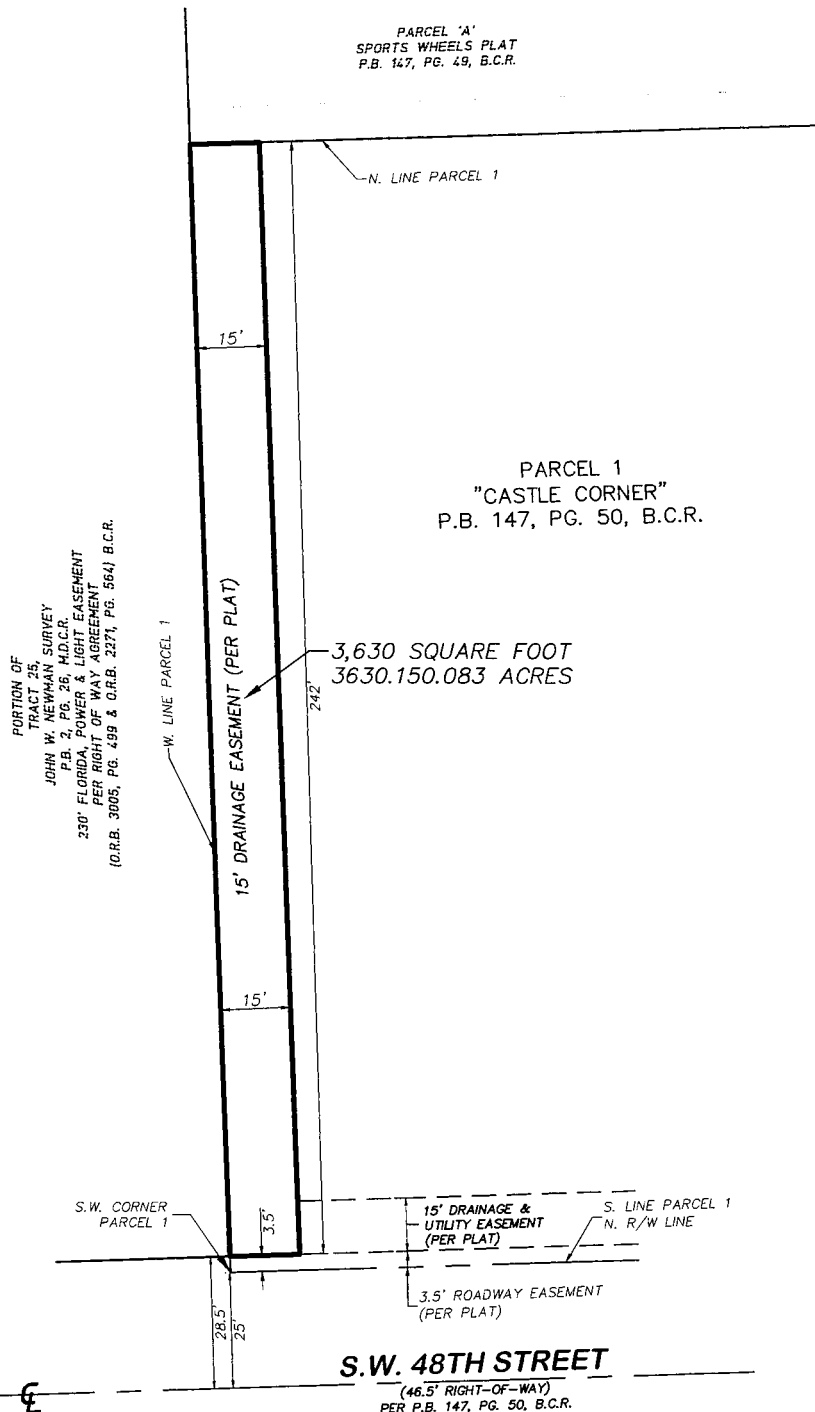 PARCEL 'A'
SPORTS WHEELS PLAT
P.B. 147, PG. 49, B.C.R.
N. LINE PARCEL 1
15'
PARCEL 1
"CASTLE CORNER"
P.B. 147, PG. 50, B.C.R.
PORTION OF
TRACT 25,
JOHN W. NEWMAN SURVEY
P.B. 2, PG. 26, M.D.C.R.
230' FLORIDA, POWER & LIGHT EASEMENT
PER RIGHT OF WAY AGREEMENT
(O.R.B. 3005, PG. 499 & O.R.B. 2271, PG. 564) B.C.R.
W. LINE PARCEL 1
15' DRAINAGE EASEMENT (PER PLAT)
3,630 SQUARE FOOT
3630.150.083 ACRES
242'
15'
S.W. CORNER
PARCEL 1
3.5'
15' DRAINAGE &
UTILITY EASEMENT
(PER PLAT)
S. LINE PARCEL 1
N. R/W LINE
3.5' ROADWAY EASEMENT
(PER PLAT)
28.5'
25'
S.W. 48TH STREET
(46.5' RIGHT-OF-WAY)
PER P.B. 147, PG. 50, B.C.R.
℄